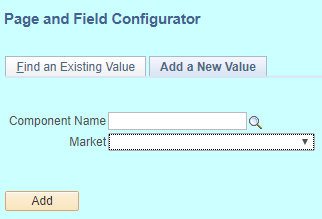 Page and Field Configurator
Find an Existing Value
Add a New Value
Component Name
Market
Add